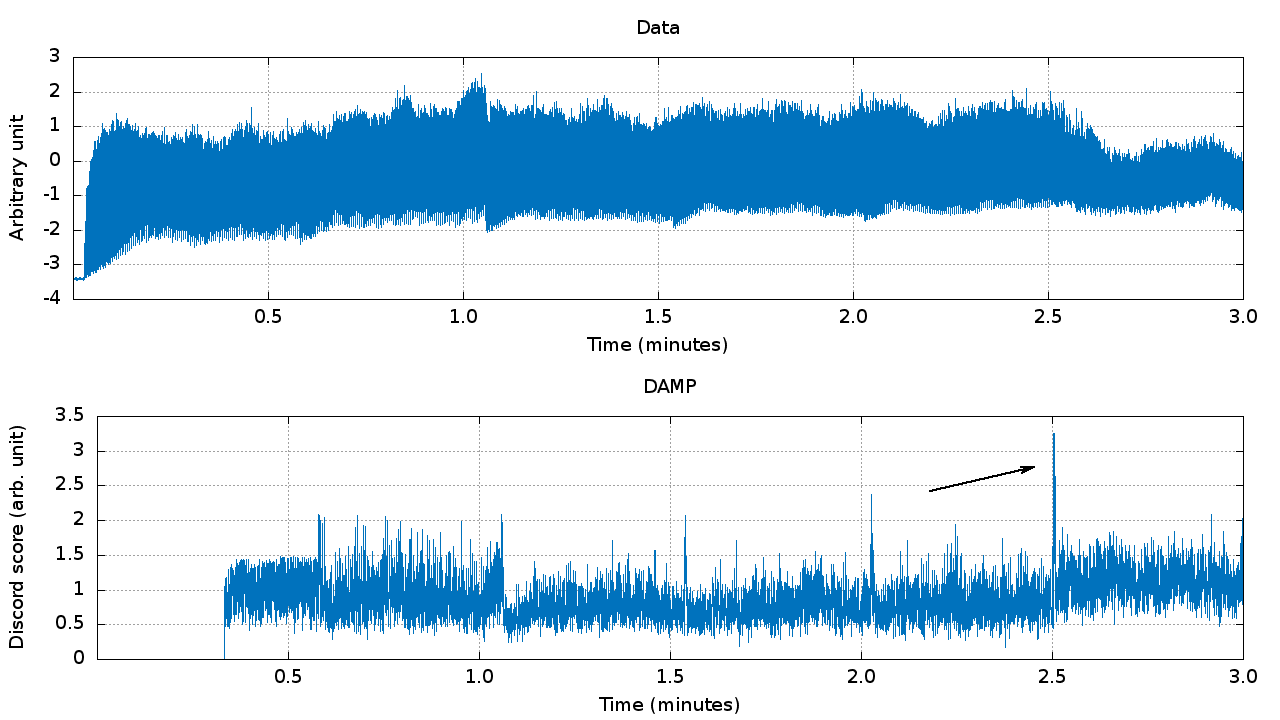 Data
3
2
1
0
-1
-2
-3
-4
Arbitrary unit
0.5 1.0 1.5 2.0 2.5 3.0
Time (minutes)
DAMP
3.5
3
2.5
2
1.5
1
0.5
0
Discord score (arb. unit)
0.5 1.0 1.5 2.0 2.5 3.0
Time (minutes)